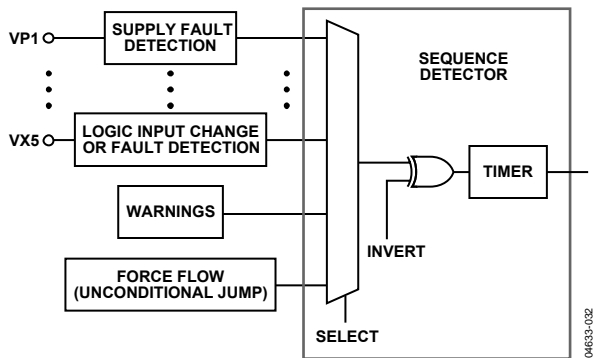 VP1
SUPPLY FAULT
DETECTION
SEQUENCE
DETECTOR
VX5
LOGIC INPUT CHANGE
OR FAULT DETECTION
TIMER
WARNINGS
INVERT
FORCE FLOW
(UNCONDITIONAL JUMP)
SELECT
04633-032